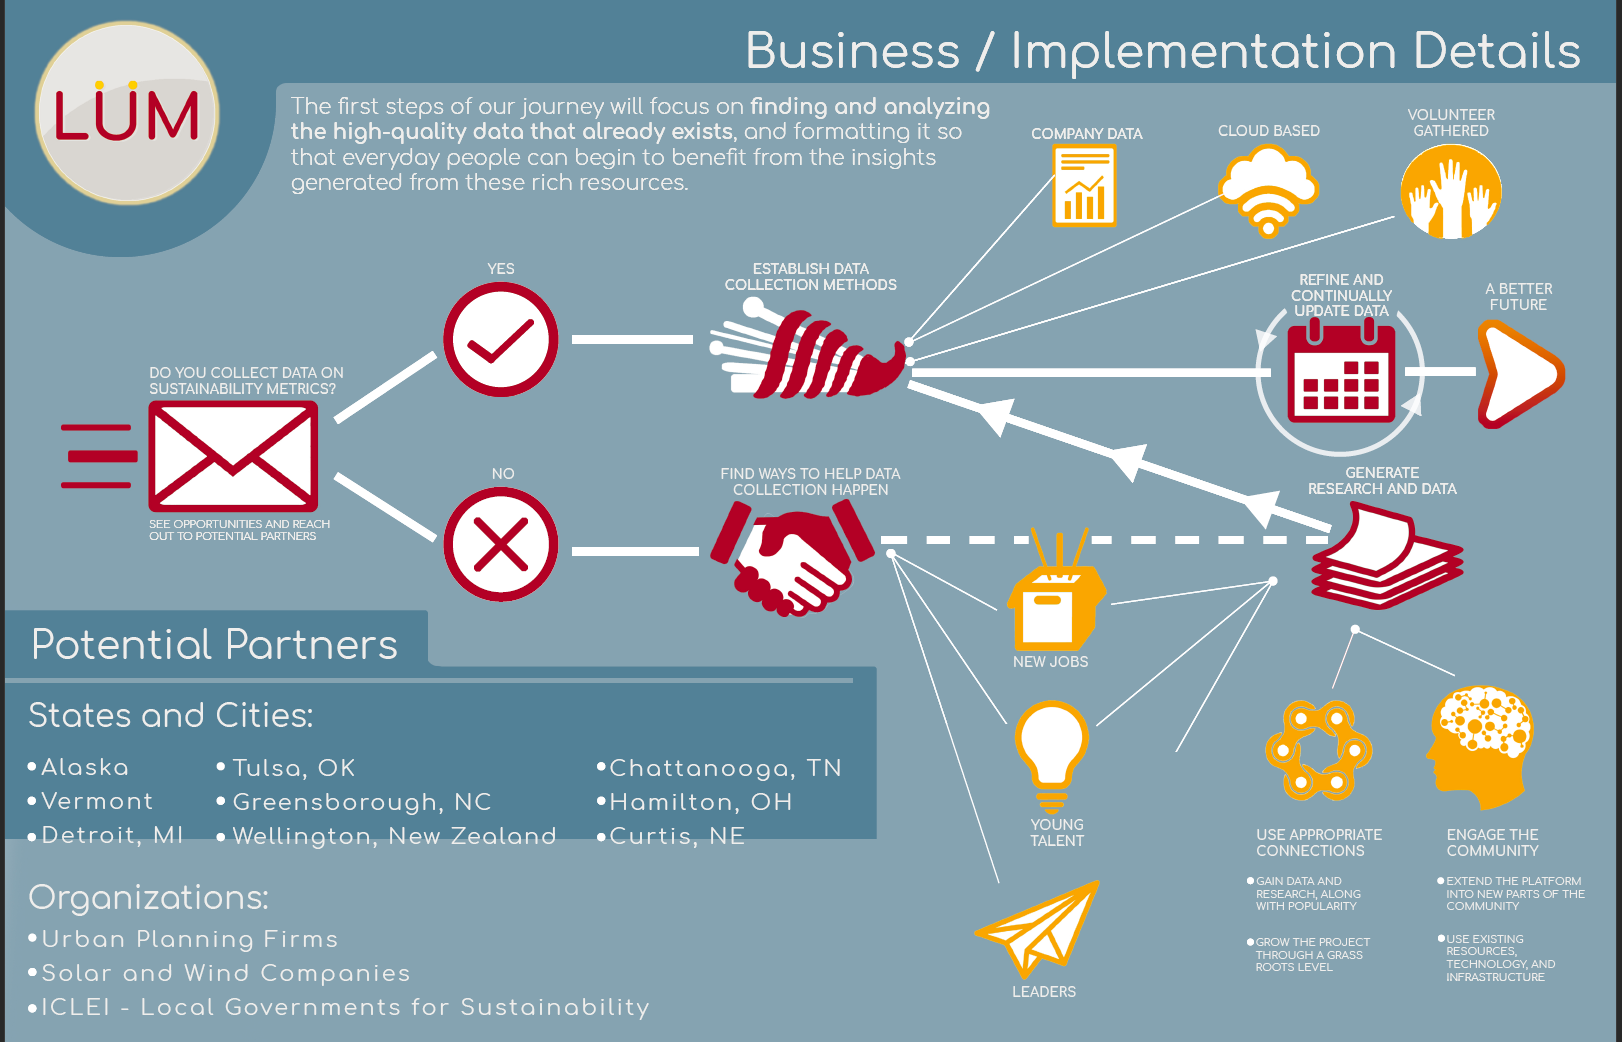 LÜM
Business / Implementation Details
The first steps of our journey will focus on finding and analyzing
the high-quality data that already exists, and formatting it so
that everyday people can begin to benefit from the insights
generated from these rich resources.
COMPANY DATA
CLOUD BASED
VOLUNTEER
GATHERED
YES
ESTABLISH DATA
COLLECTION METHODS
REFINE AND
CONTINUALLY
UPDATE DATA
A BETTER
FUTURE
DO YOU COLLECT DATA ON
SUSTAINABILITY METRICS?
SEE OPPORTUNITIES AND REACH
OUT TO POTENTIAL PARTNERS
NO
FIND WAYS TO HELP DATA
COLLECTION HAPPEN
GENERATE
RESEARCH AND DATA
NEW JOBS
YOUNG
TALENT
LEADERS
USE APPROPRIATE
CONNECTIONS
• GAIN DATA AND
RESEARCH, ALONG
WITH POPULARITY
• GROW THE PROJECT
THROUGH A GRASS
ROOTS LEVEL
ENGAGE THE
COMMUNITY
• EXTEND THE PLATFORM
INTO NEW PARTS OF THE
COMMUNITY
• USE EXISTING
RESOURCES,
TECHNOLOGY, AND
INFRASTRUCTURE
Potential Partners
States and Cities:
• Alaska
• Vermont
• Detroit, MI
• Tulsa, OK
• Greensborough, NC
• Wellington, New Zealand
• Chattanooga, TN
• Hamilton, OH
• Curtis, NE
Organizations:
• Urban Planning Firms
• Solar and Wind Companies
• ICLEI - Local Governments for Sustainability